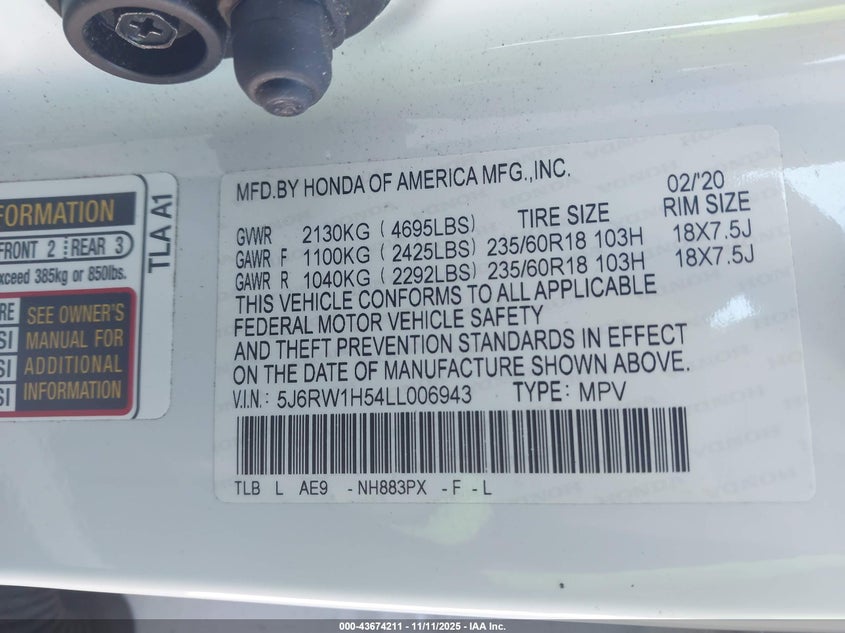 FORMATION
FRONT 2 REAR 3
exceed 385kg or 850lbs.
SEE OWNER'S
MANUAL FOR
ADDITIONAL
INFORMATION
TLA A1
MFD.BY HONDA OF AMERICA MFG.,INC. 02/'20
TIRE SIZE RIM SIZE
GVWR 2130KG (4695LBS)
GAWR F 1100KG (2425LBS) 235/60R18 103H 18X7.5J
GAWR R 1040KG (2292LBS) 235/60R18 103H 18X7.5J
THIS VEHICLE CONFORMS TO ALL APPLICABLE
FEDERAL MOTOR VEHICLE SAFETY
AND THEFT PREVENTION STANDARDS IN EFFECT
ON THE DATE OF MANUFACTURE SHOWN ABOVE.
V.I.N.: 5J6RW1H54LL006943 TYPE: MPV
TLB L AE9 -NH883PX -F -L
000-43674211 - 11/11/2025 - IAA Inc.